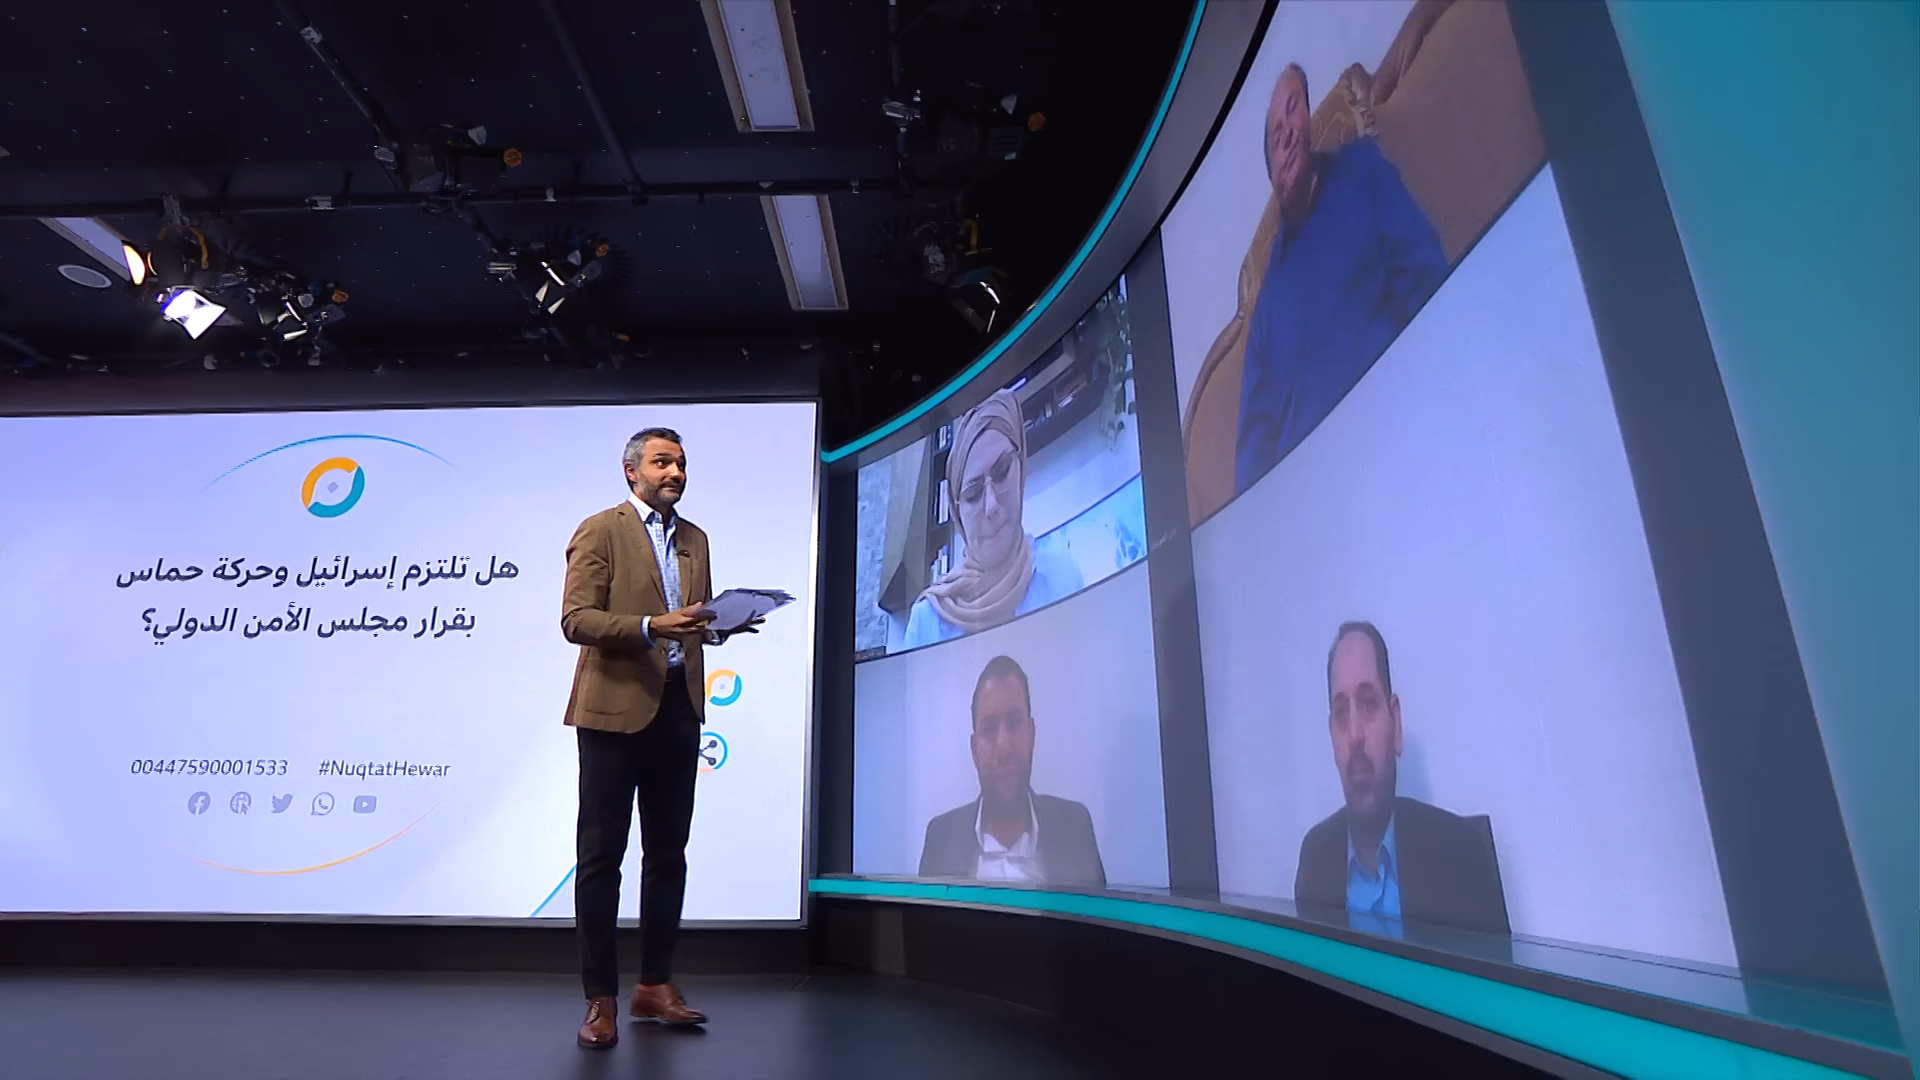 هل تلتزم إسرائيل وحركة حماس
بقرار مجلس الأمن الدولي؟
00447590001533 #NuqtatHewar